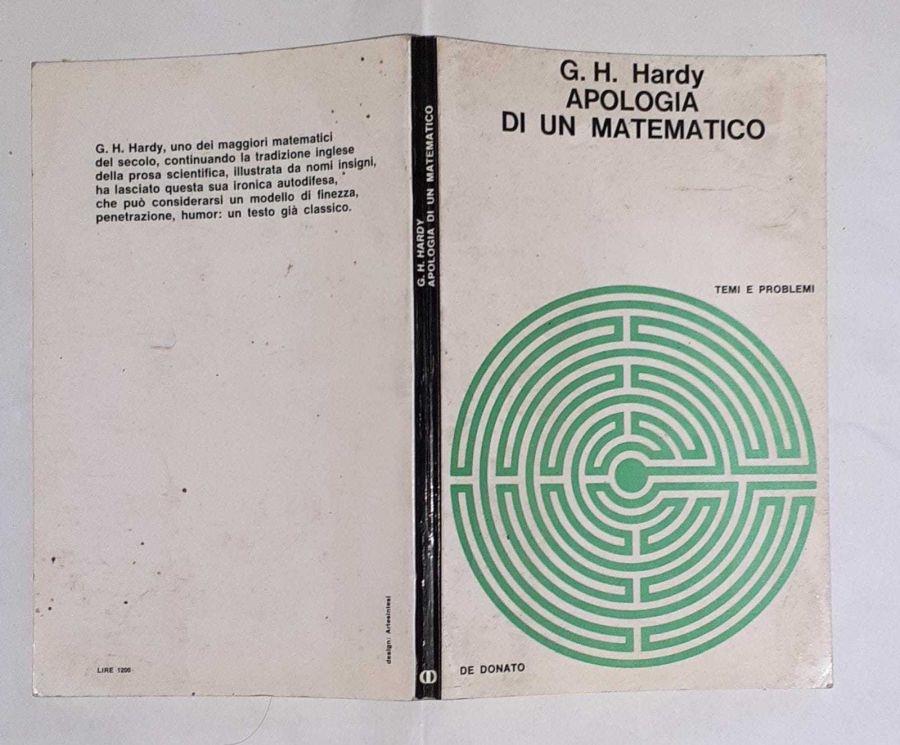 G. H. Hardy, uno dei maggiori matematici
del secolo, continuando la tradizione inglese
della prosa scientifica, illustrata da nomi insigni,
ha lasciato questa sua ironica autodifesa,
che può considerarsi un modello di finezza,
penetrazione, humor: un testo già classico.
LIRE 1200
design: Artesintesi
G. H. HARDY
APOLOGIA DI UN MATEMATICO
G. H. Hardy
APOLOGIA
DI UN MATEMATICO
TEMI E PROBLEMI
DE DONATO